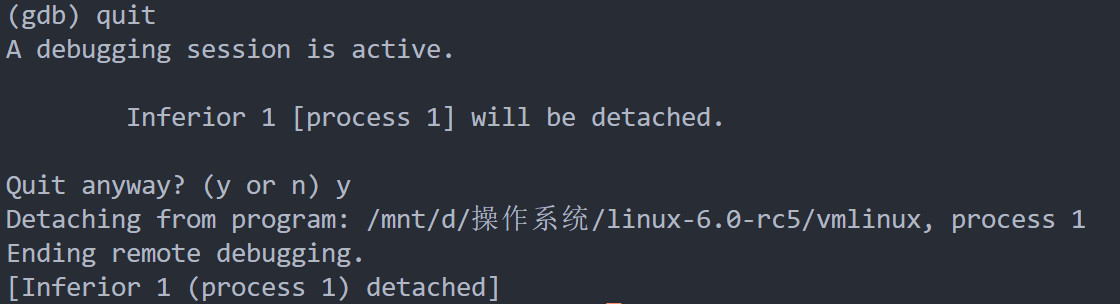 (gdb) quit
A debugging session is active.
Inferior 1 [process 1] will be detached.
Quit anyway? (y or n) y
Detaching from program: /mnt/d/操作系统/linux-6.0-rc5/vmlinux, process 1
Ending remote debugging.
[Inferior 1 (process 1) detached]